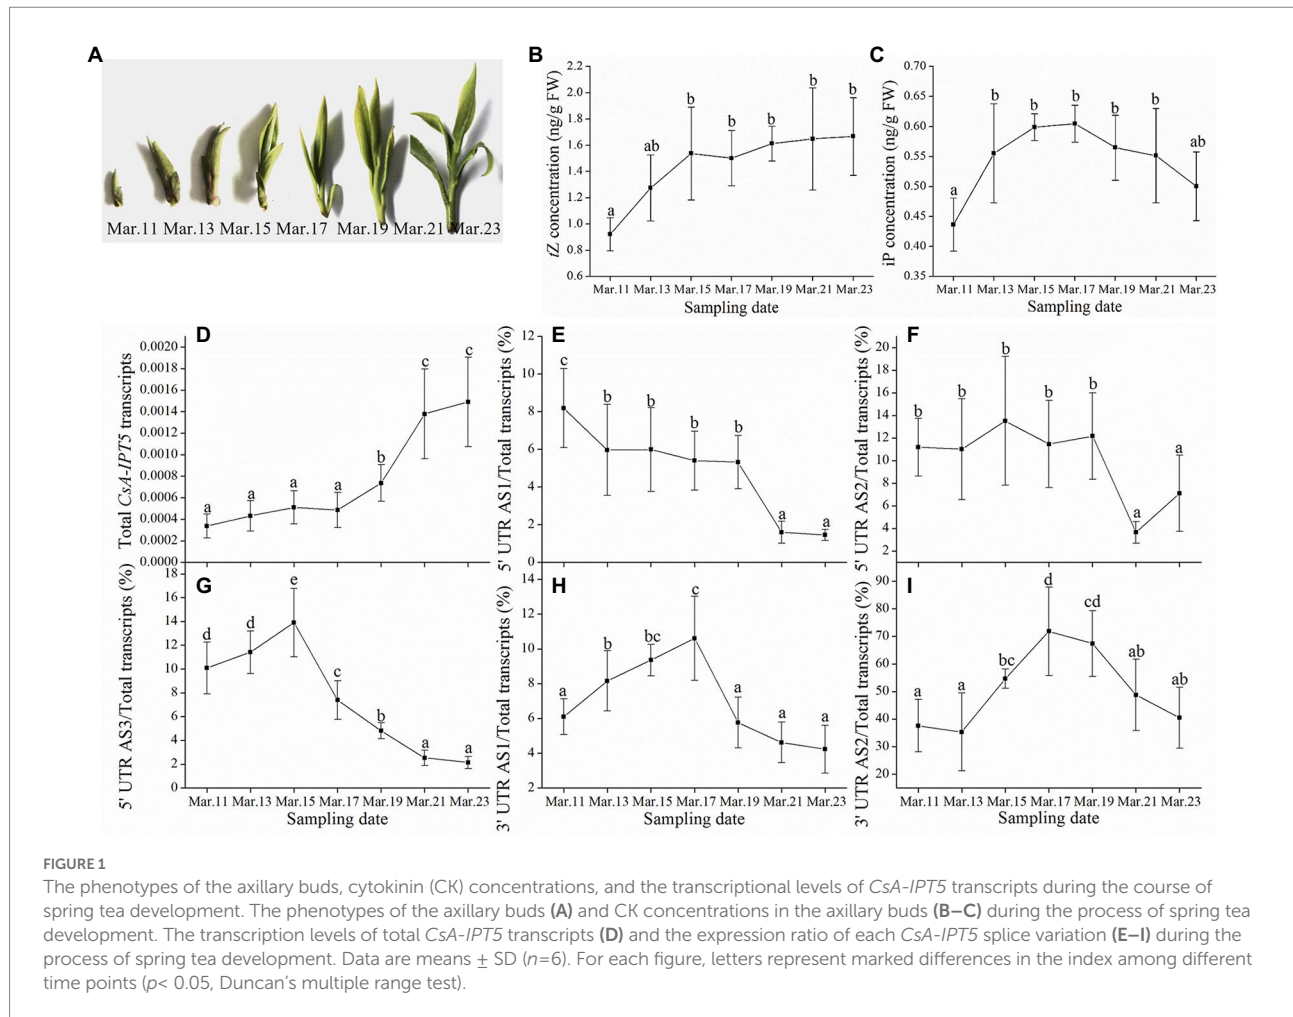 A
Mar.11 Mar.13 Mar.15 Mar.17 Mar.19 Mar.21 Mar.23
B
tZ concentration (ng/g FW)
2.2
2.0
1.8
1.6
1.4
1.2
1.0
0.8
0.6
a ab b b b b b
Mar.11 Mar.13 Mar.15 Mar.17 Mar.19 Mar.21 Mar.23
Sampling date
C
iP concentration (ng/g FW)
0.70
0.65
0.60
0.55
0.50
0.45
0.40
0.35
a b b b b b ab
Mar.11 Mar.13 Mar.15 Mar.17 Mar.19 Mar.21 Mar.23
Sampling date
D
Total CsA-IPT5 transcripts
0.0020
0.0018
0.0016
0.0014
0.0012
0.0010
0.0008
0.0006
0.0004
0.0002
0.0000
a a a a b c c
E
5' UTR AS1/Total transcripts (%)
12
10
8
6
4
2
0
c b b b b a a
F
5' UTR AS2/Total transcripts (%)
20
18
16
14
12
10
8
6
4
2
b b b b b a a
G
5' UTR AS3/Total transcripts (%)
18
16
14
12
10
8
6
4
2
0
d d e c b a a
Mar.11 Mar.13 Mar.15 Mar.17 Mar.19 Mar.21 Mar.23
Sampling date
H
3' UTR AS1/Total transcripts (%)
14
12
10
8
6
4
2
a b bc c a a a
Mar.11 Mar.13 Mar.15 Mar.17 Mar.19 Mar.21 Mar.23
Sampling date
I
3' UTR AS2/Total transcripts (%)
90
80
70
60
50
40
30
20
a a bc d cd ab ab
Mar.11 Mar.13 Mar.15 Mar.17 Mar.19 Mar.21 Mar.23
Sampling date
FIGURE 1
The phenotypes of the axillary buds, cytokinin (CK) concentrations, and the transcriptional levels of CsA-IPT5 transcripts during the course of
spring tea development. The phenotypes of the axillary buds (A) and CK concentrations in the axillary buds (B–C) during the process of spring tea
development. The transcription levels of total CsA-IPT5 transcripts (D) and the expression ratio of each CsA-IPT5 splice variation (E–I) during the
process of spring tea development. Data are means ± SD (n=6). For each figure, letters represent marked differences in the index among different
time points (p< 0.05, Duncan's multiple range test).